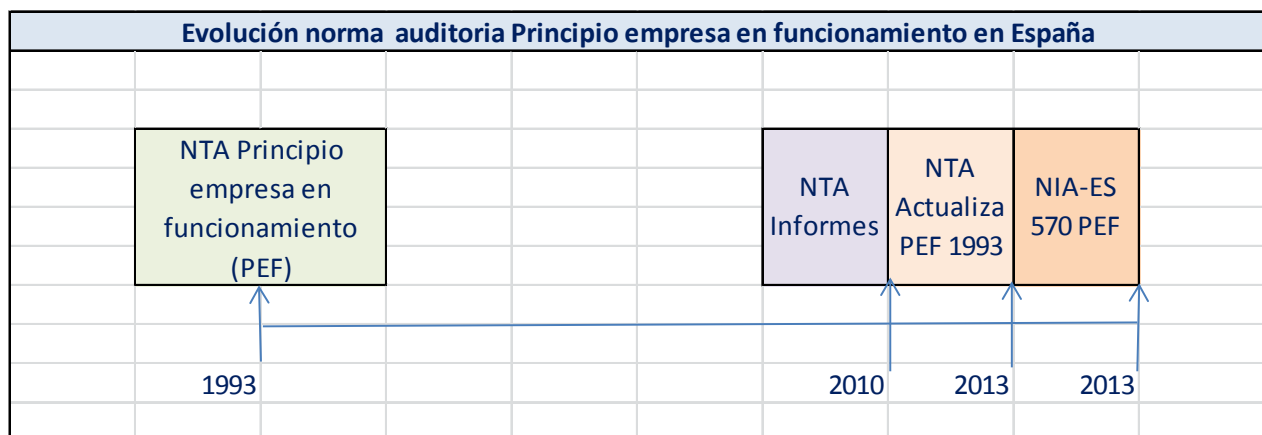 Evolución norma auditoria Principio empresa en funcionamiento en España
NTA Principio
empresa en
funcionamiento
(PEF)
NTA
Informes
NTA
Actualiza
PEF 1993
NIA-ES
570 PEF
1993
2010
2013
2013